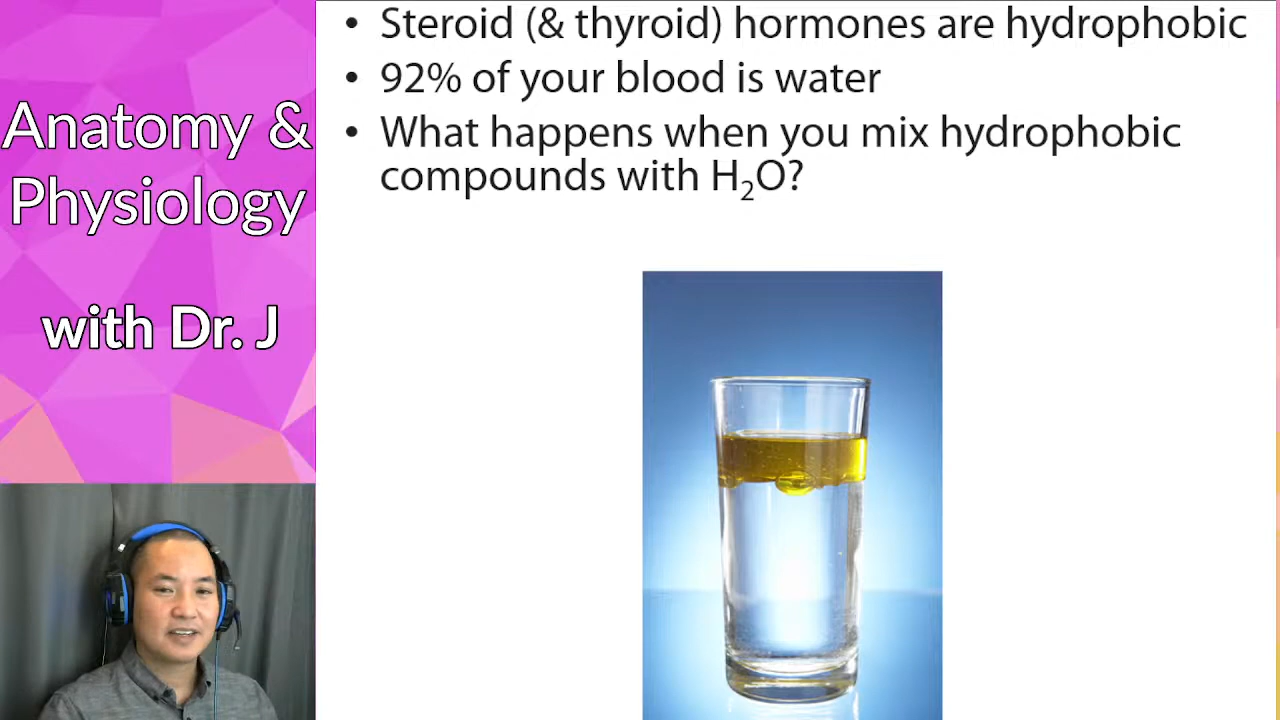 Anatomy &
Physiology
with Dr. J
• Steroid (& thyroid) hormones are hydrophobic
• 92% of your blood is water
• What happens when you mix hydrophobic
compounds with H₂O?